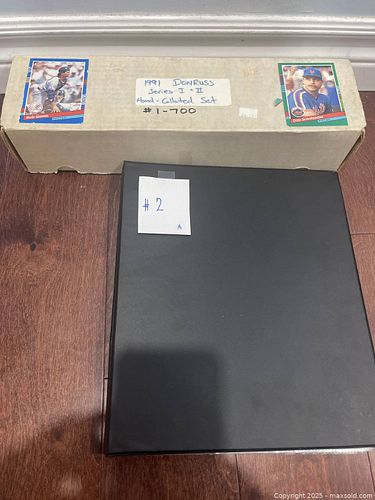 1991 DONRUSS
Series I + II
Hand-Collated Set
#1-700
# 2
A
Copyright © 2025 - maxsold.com